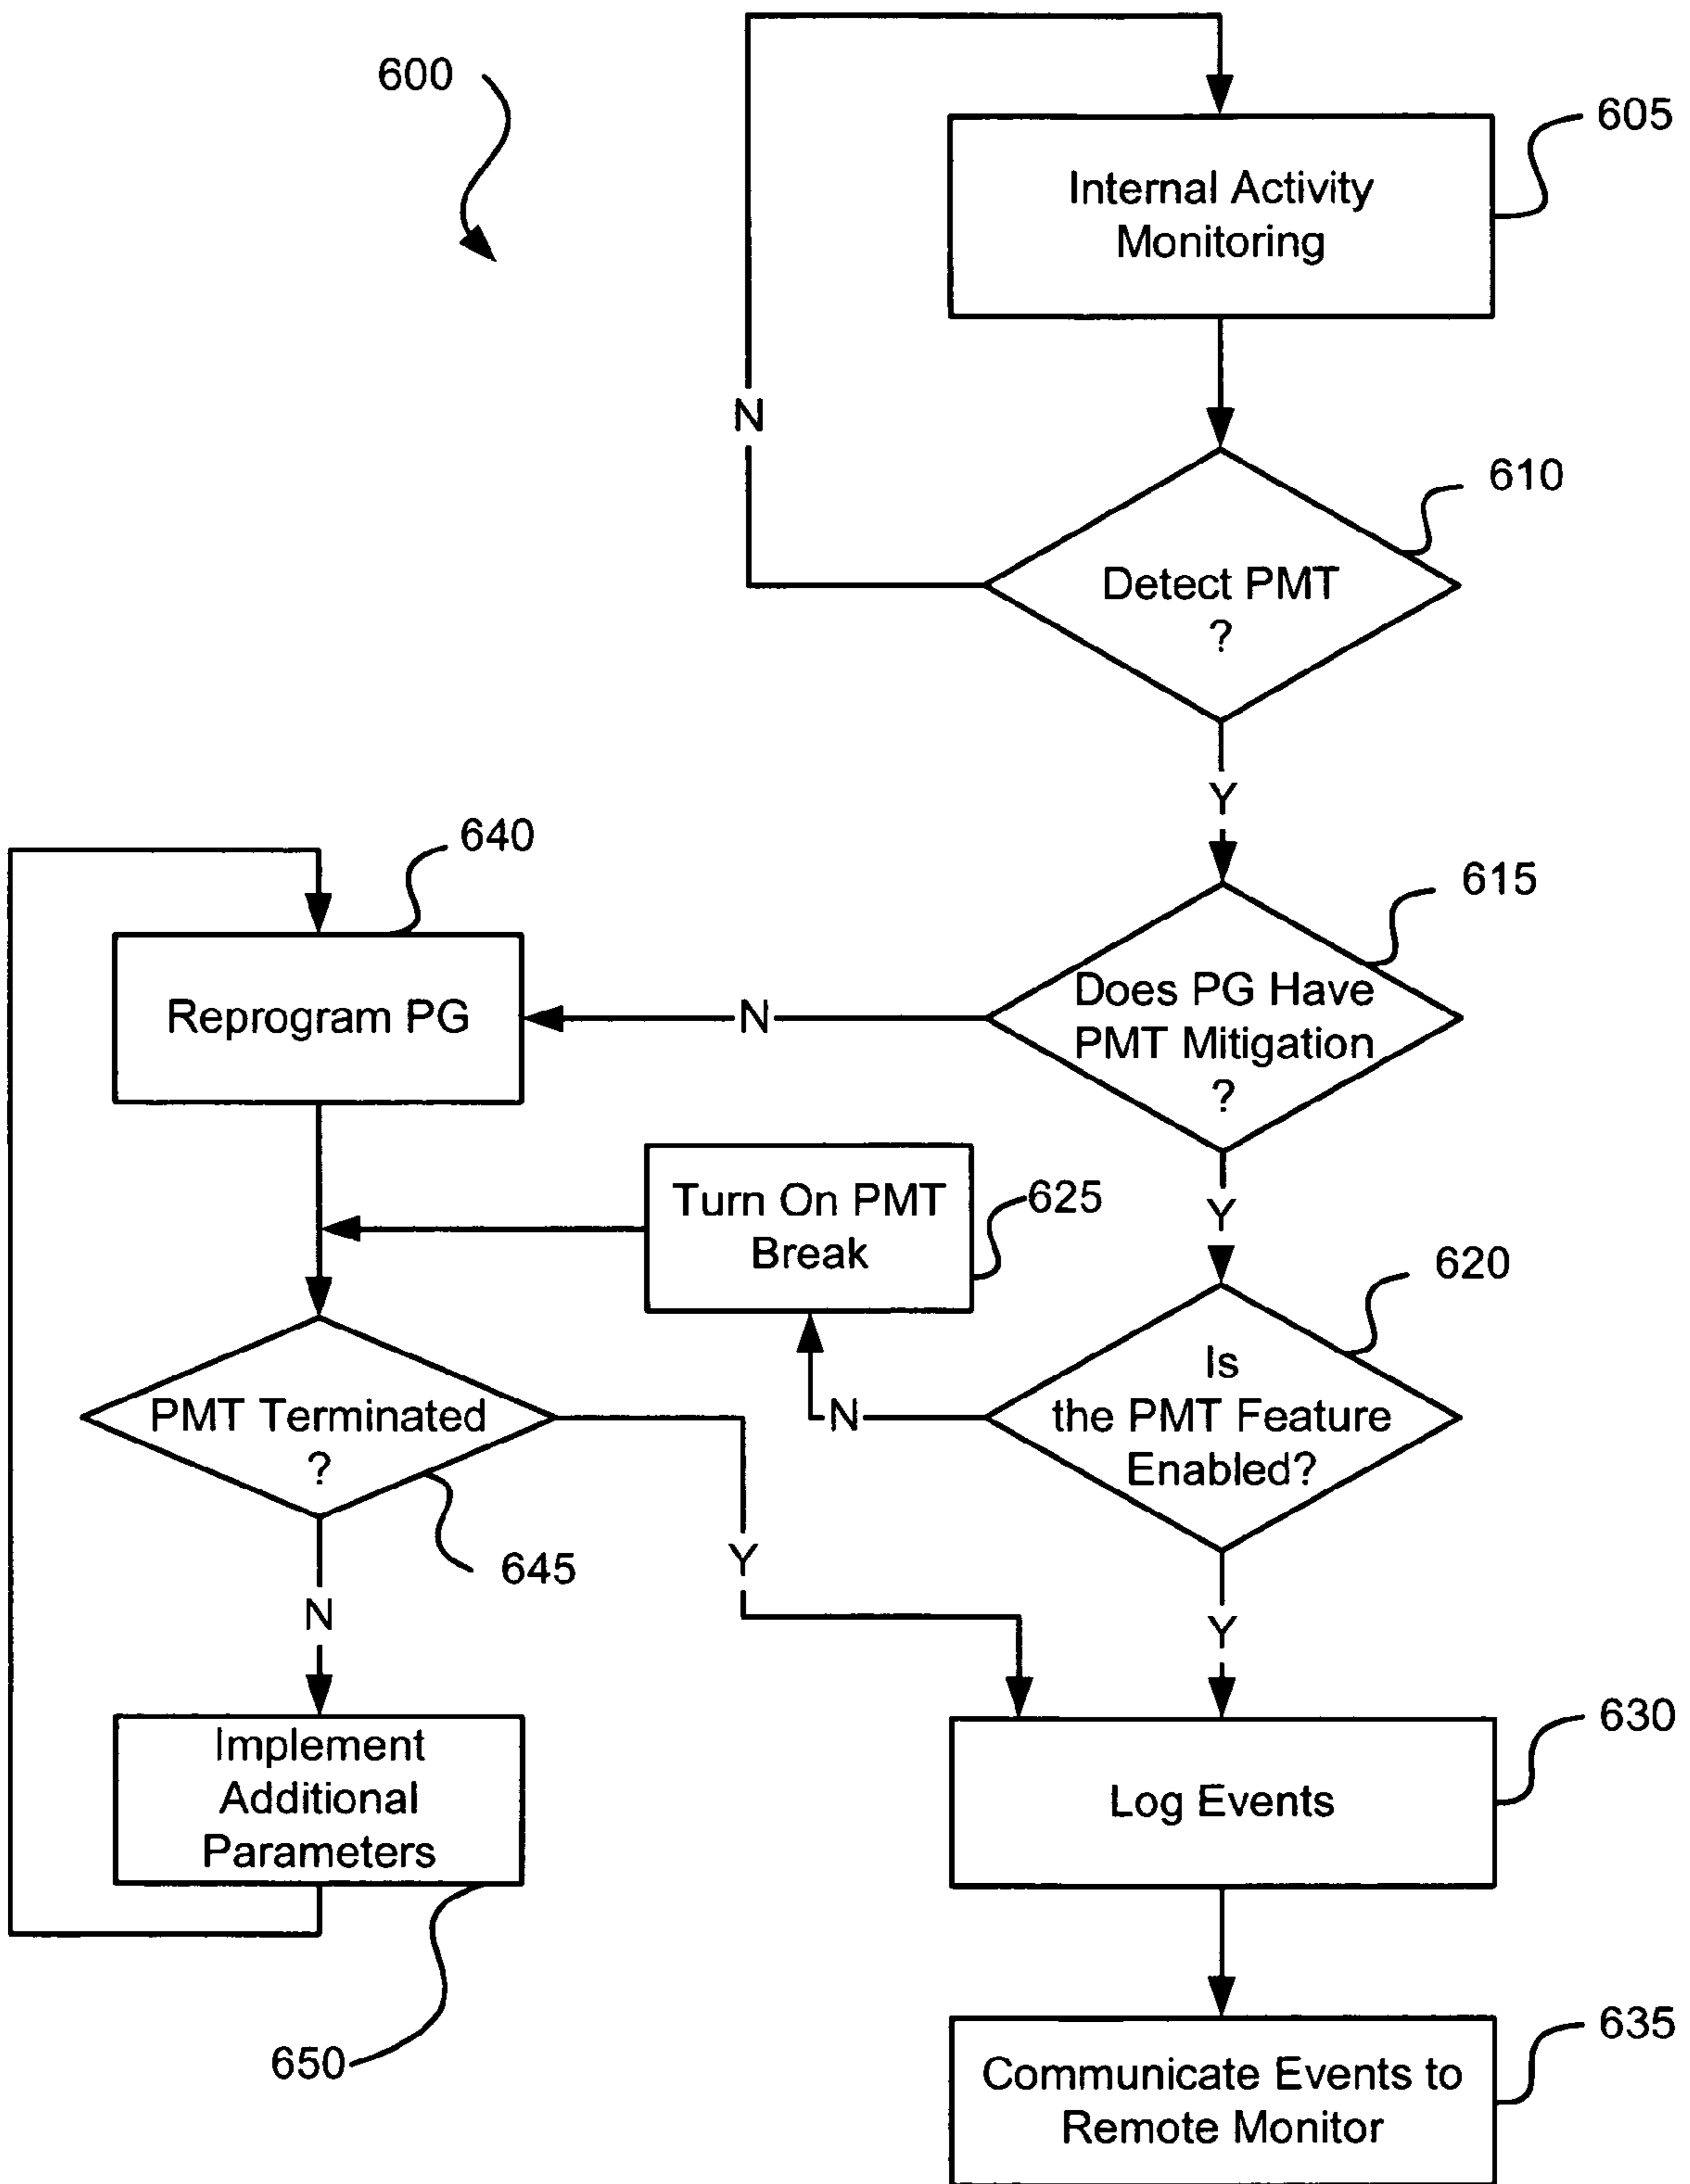 600
605
Internal Activity
Monitoring
N
610
Detect PMT
?
Y
640
615
Reprogram PG
N
Does PG Have
PMT Mitigation
?
Turn On PMT
Break
625
Y
620
Is
the PMT Feature
Enabled?
N
PMT Terminated
?
645
Y
N
Y
Implement
Additional
Parameters
630
Log Events
650
635
Communicate Events to
Remote Monitor